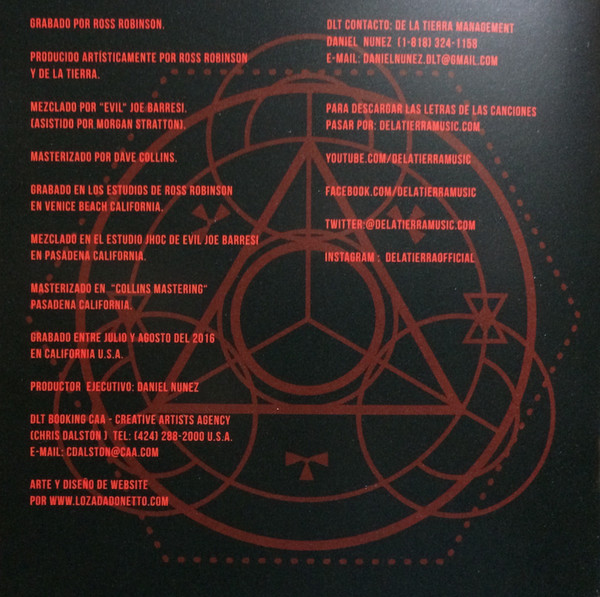 GRABADO POR ROSS ROBINSON.
PRODUCIDO ARTÍSTICAMENTE POR ROSS ROBINSON
Y DE LA TIERRA.
MEZCLADO POR "EVIL" JOE BARRESI.
(ASISTIDO POR MORGAN STRATTON).
MASTERIZADO POR DAVE COLLINS.
GRABADO EN LOS ESTUDIOS DE ROSS ROBINSON
EN VENICE BEACH CALIFORNIA.
MEZCLADO EN EL ESTUDIO JHOC DE EVIL JOE BARRESI
EN PASADENA CALIFORNIA.
MASTERIZADO EN "COLLINS MASTERING"
PASADENA CALIFORNIA.
GRABADO ENTRE JULIO Y AGOSTO DEL 2016
EN CALIFORNIA U.S.A.
PRODUCTOR EJECUTIVO: DANIEL NUNEZ
DLT BOOKING CAA - CREATIVE ARTISTS AGENCY
(CHRIS DALSTON ) TEL: (424) 288-2000 U.S.A.
E-MAIL: CDALSTON@CAA.COM
ARTE Y DISEÑO DE WEBSITE
POR WWW.LOZADADONETTO.COM
DLT CONTACTO: DE LA TIERRA MANAGEMENT
DANIEL NUNEZ (1-818) 324-1158
E-MAIL: DANIELNUNEZ.DLT@GMAIL.COM
PARA DESCARGAR LAS LETRAS DE LAS CANCIONES
PASAR POR: DELATIERRAMUSIC.COM
YOUTUBE.COM/DELATIERRAMUSIC
FACEBOOK.COM/DELATIERRAMUSIC
TWITTER:@DELATIERRAMUSIC.COM
INSTAGRAM : DELATIERRAOFFICIAL